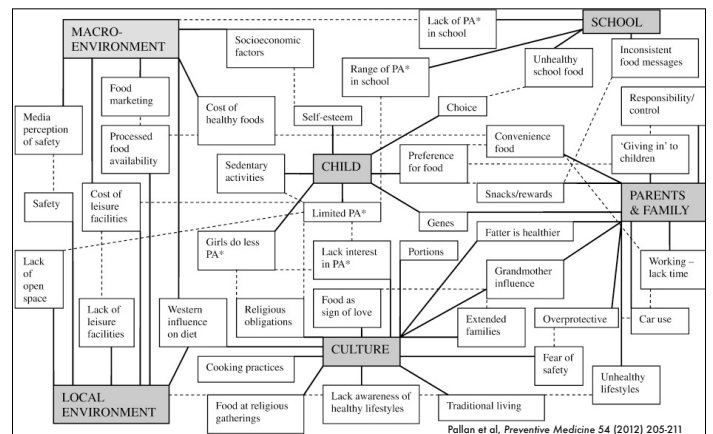 MACRO-
ENVIRONMENT
Socioeconomic
factors
Lack of PA*
in school
SCHOOL
Inconsistent
food messages
Range of PA*
in school
Unhealthy
school food
Food
marketing
Cost of
healthy foods
Choice
Responsibility/
control
Media
perception
of safety
Processed
food
availability
Self-esteem
Convenience
food
'Giving in' to
children
Sedentary
activities
CHILD
Preference
for food
Safety
Cost of
leisure
facilities
Snacks/rewards
PARENTS
& FAMILY
Limited PA*
Genes
Girls do less
PA*
Lack interest
in PA*
Portions
Fatter is healthier
Lack
of
open
space
Grandmother
influence
Working –
lack time
Lack of
leisure
facilities
Western
influence
on diet
Religious
obligations
Food as
sign of love
Extended
families
Overprotective
Car use
CULTURE
Cooking practices
Fear of
safety
LOCAL
ENVIRONMENT
Food at religious
gatherings
Lack awareness of
healthy lifestyles
Traditional living
Unhealthy
lifestyles
Pallan et al, Preventive Medicine 54 (2012) 205-211